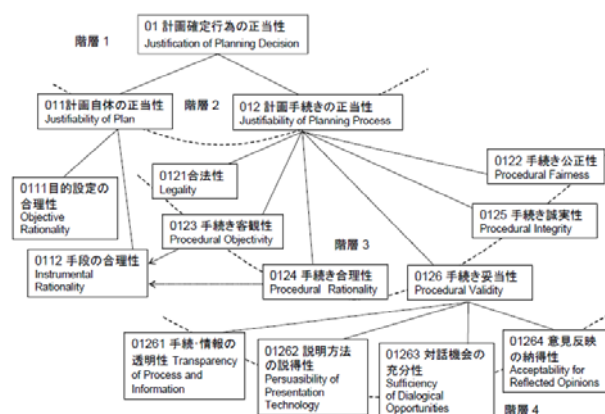 01 計画確定行為の正当性
Justification of Planning Decision
階層 1
011計画自体の正当性
Justifiability of Plan
階層 2
012 計画手続きの正当性
Justifiability of Planning Process
0111目的設定の
合理性
Objective
Rationality
0121合法性
Legality
0122 手続き公正性
Procedural Fairness
0123 手続き客観性
Procedural Objectivity
0125 手続き誠実性
Procedural Integrity
階層 3
0112 手段の合理性
Instrumental
Rationality
0124 手続き合理性
Procedural Rationality
0126 手続き妥当性
Procedural Validity
01261 手続・情報の
透明性 Transparency
of Process and
Information
01262 説明方法
の説得性
Persuasibility of
Presentation
Technology
01263 対話機会の
充分性
Sufficiency
of Dialogical
Opportunities
01264 意見反映
の納得性
Acceptability
for Reflected Opinions
階層 4